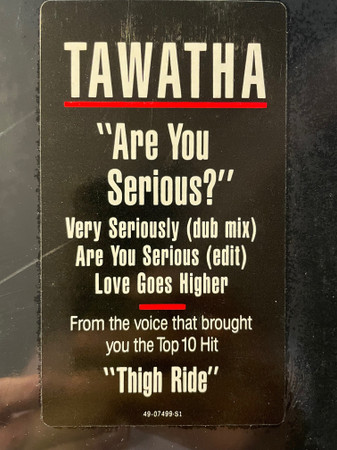 TAWATHA
"Are You
Serious?"
Very Seriously (dub mix)
Are You Serious (edit)
Love Goes Higher
From the voice that brought
you the Top 10 Hit
"Thigh Ride"
49-07499-S1